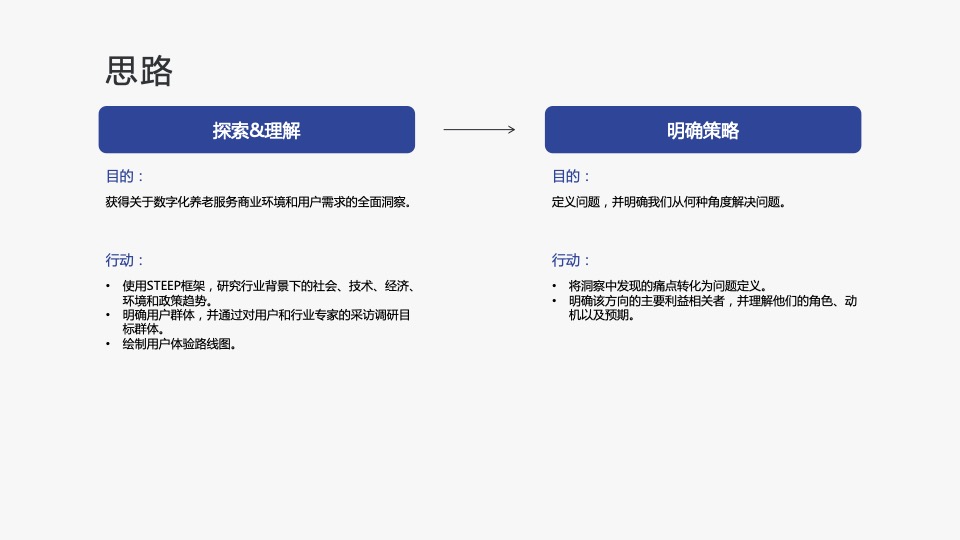 思路
探索&理解
目的：
获得关于数字化养老服务商业环境和用户需求的全面洞察。
行动：
• 使用STEEP框架，研究行业背景下的社会、技术、经济、
环境和政策趋势。
• 明确用户群体，并通过对用户和行业专家的采访调研目
标群体。
• 绘制用户体验路线图。
明确策略
目的：
定义问题，并明确我们从何种角度解决问题。
行动：
• 将洞察中发现的痛点转化为问题定义。
• 明确该方向的主要利益相关者，并理解他们的角色、动
机以及预期。